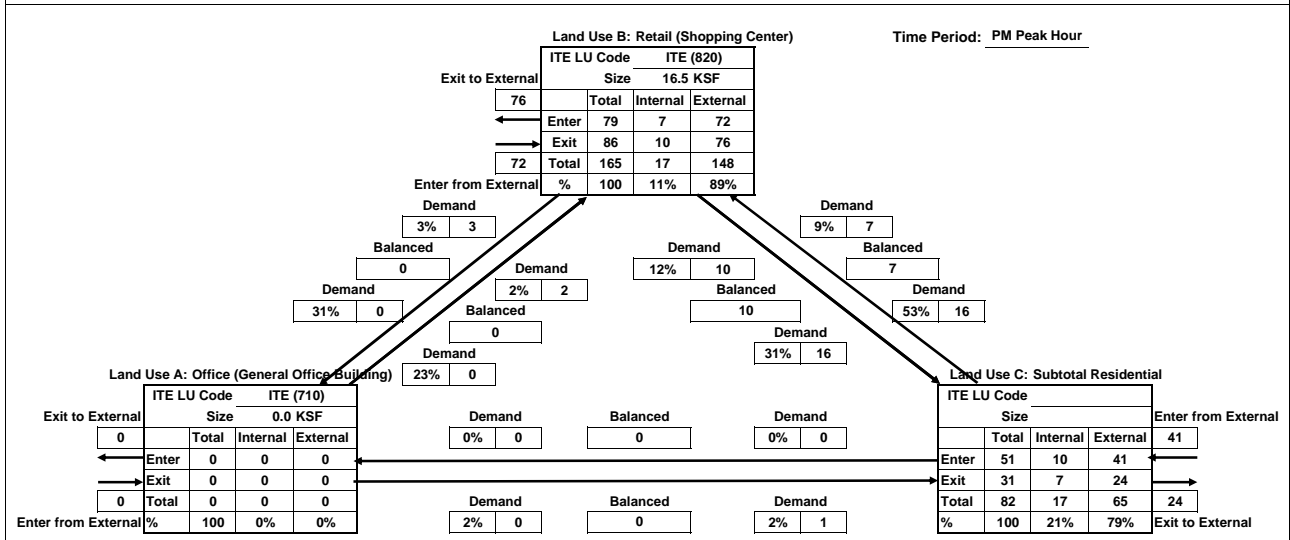 Land Use B: Retail (Shopping Center)
Time Period: PM Peak Hour
ITE LU Code ITE (820)
Exit to External Size 16.5 KSF
76 Total Internal External
Enter 79 7 72
Exit 86 10 76
72 Total 165 17 148
Enter from External % 100 11% 89%
Demand Demand
3% 3 9% 7
Balanced Demand Balanced
0 12% 10 7
Demand
2% 2
Demand Balanced Demand
31% 0 10 53% 16
Balanced
0
Demand Demand
23% 0 31% 16
Land Use A: Office (General Office Building) Land Use C: Subtotal Residential
ITE LU Code ITE (710) ITE LU Code
Exit to External Size 0.0 KSF Demand Balanced Demand Size Enter from External
0 Total Internal External 0% 0 0 0% 0 Total Internal External 41
Enter 0 0 0 Enter 51 10 41
Exit 0 0 0 Exit 31 7 24
0 Total 0 0 0 Demand Balanced Demand Total 82 17 65 24
Enter from External % 100 0% 0% 2% 0 0 2% 1 % 100 21% 79% Exit to External